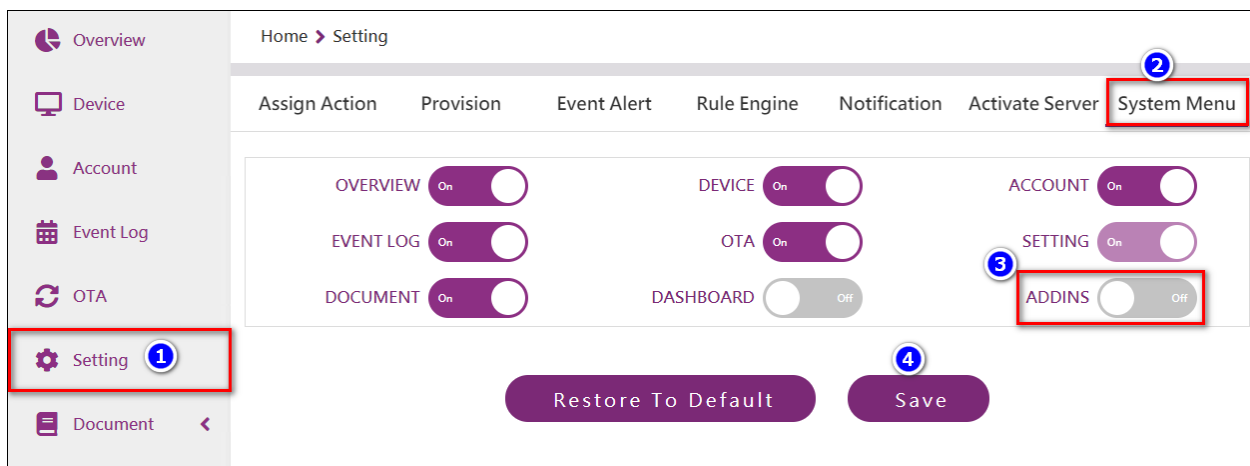 Overview
Device
Account
Event Log
OTA
Setting 1
Document
Home Setting
2
Assign Action Provision Event Alert Rule Engine Notification Activate Server System Menu
OVERVIEW On DEVICE On ACCOUNT On
EVENT LOG On OTA On SETTING On
3
DOCUMENT On DASHBOARD Off ADDINS Off
4
Restore To Default Save